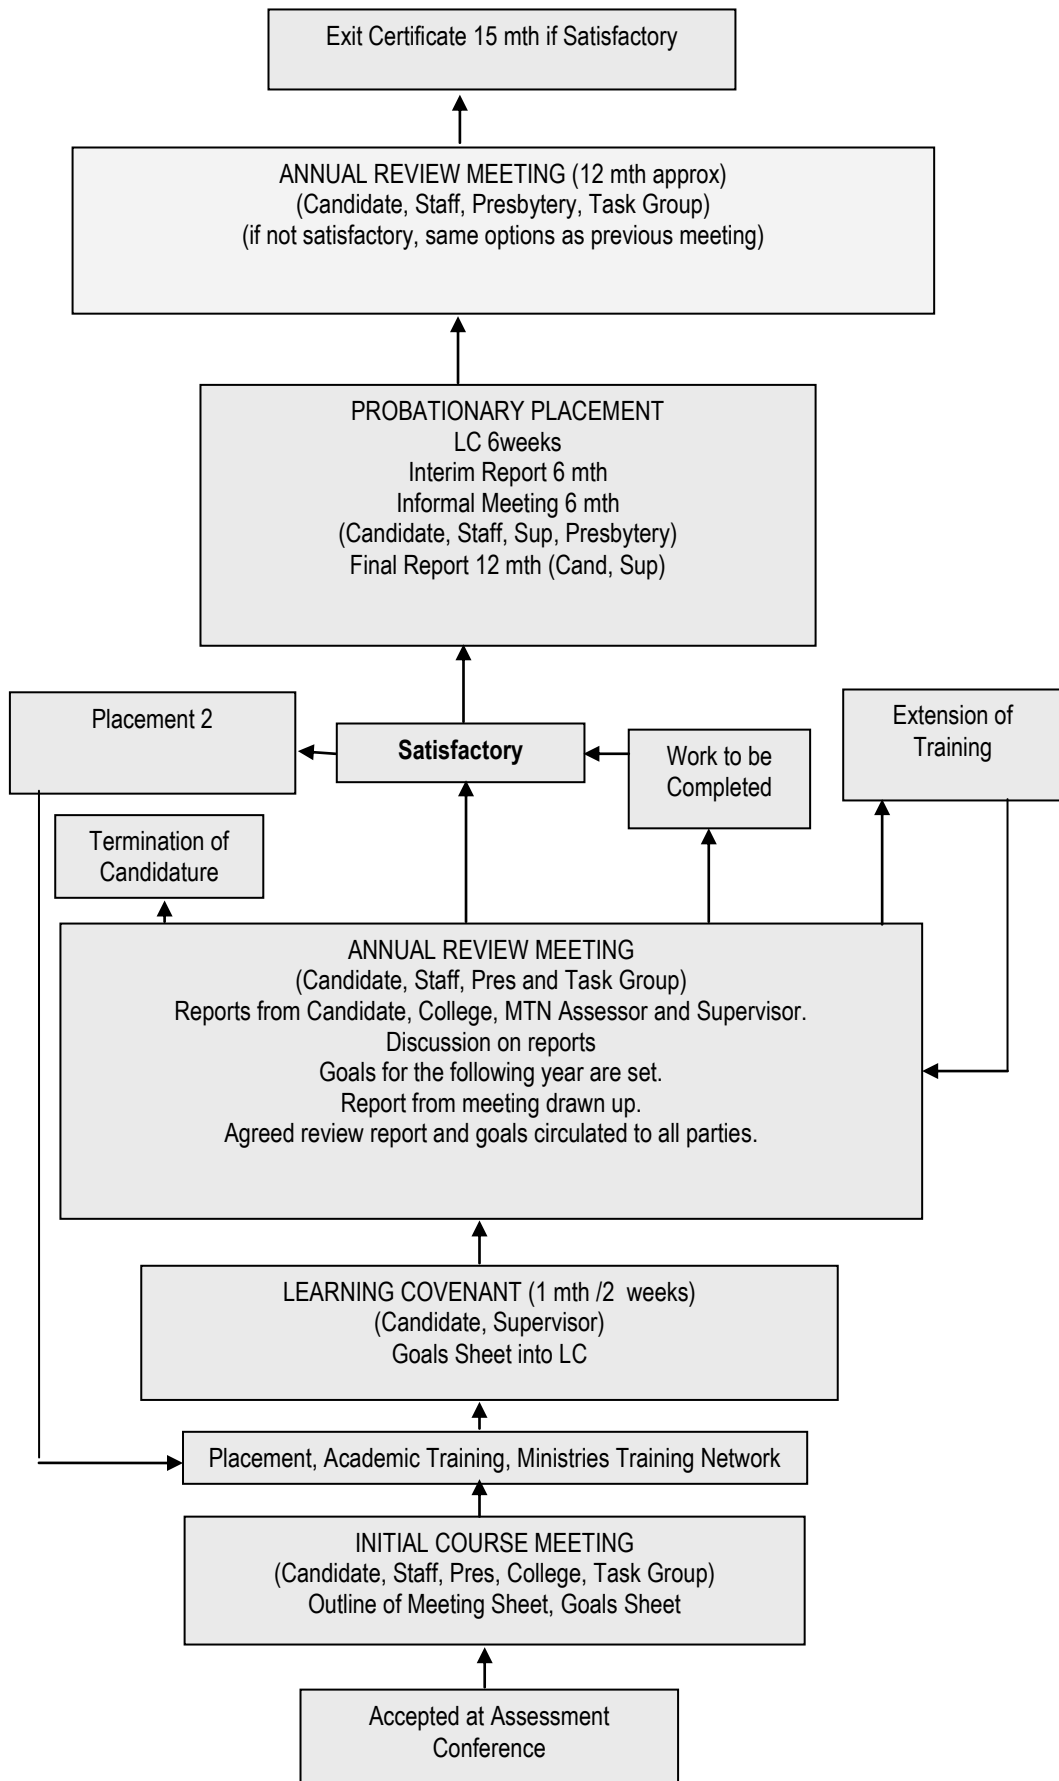 Exit Certificate 15 mth if Satisfactory
ANNUAL REVIEW MEETING (12 mth approx)
(Candidate, Staff, Presbytery, Task Group)
(if not satisfactory, same options as previous meeting)
PROBATIONARY PLACEMENT
LC 6weeks
Interim Report 6 mth
Informal Meeting 6 mth
(Candidate, Staff, Sup, Presbytery)
Final Report 12 mth (Cand, Sup)
Placement 2
Satisfactory
Work to be
Completed
Extension of
Training
Termination of
Candidature
ANNUAL REVIEW MEETING
(Candidate, Staff, Pres and Task Group)
Reports from Candidate, College, MTN Assessor and Supervisor.
Discussion on reports
Goals for the following year are set.
Report from meeting drawn up.
Agreed review report and goals circulated to all parties.
LEARNING COVENANT (1 mth /2 weeks)
(Candidate, Supervisor)
Goals Sheet into LC
Placement, Academic Training, Ministries Training Network
INITIAL COURSE MEETING
(Candidate, Staff, Pres, College, Task Group)
Outline of Meeting Sheet, Goals Sheet
Accepted at Assessment
Conference